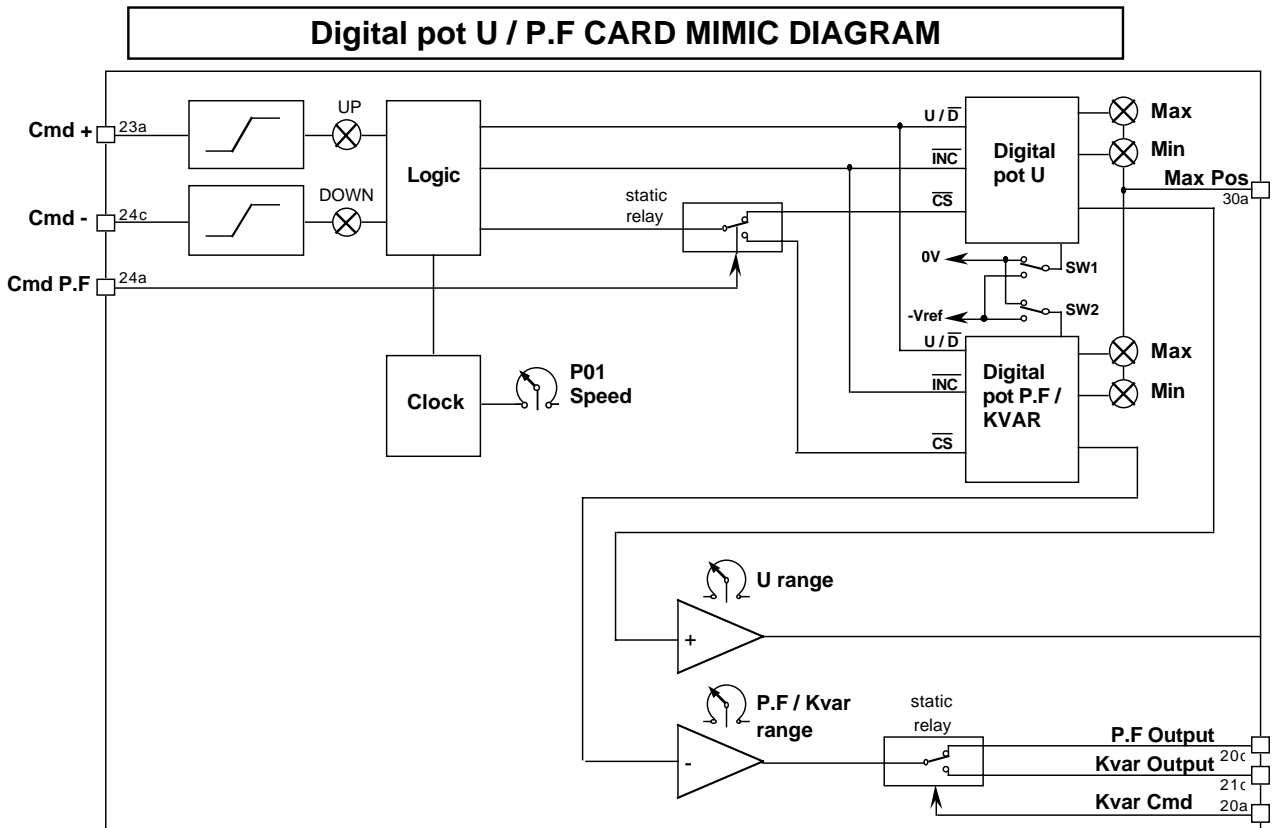 Digital pot U / P.F CARD MIMIC DIAGRAM
Cmd +
23a
UP
Logic
U / D
INC
CS
Digital
pot U
Max
Min
Max Pos
30a
Cmd -
24c
DOWN
static
relay
Cmd P.F
24a
0V
SW1
-Vref
SW2
U / D
INC
CS
Digital
pot P.F /
KVAR
Max
Min
Clock
P01
Speed
U range
+
P.F / Kvar
range
-
static
relay
P.F Output
20c
Kvar Output
21c
Kvar Cmd
20a